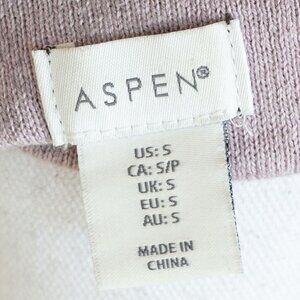 ASPEN®
US: S
CA: S/P
UK: S
EU: S
AU: S
MADE IN
CHINA